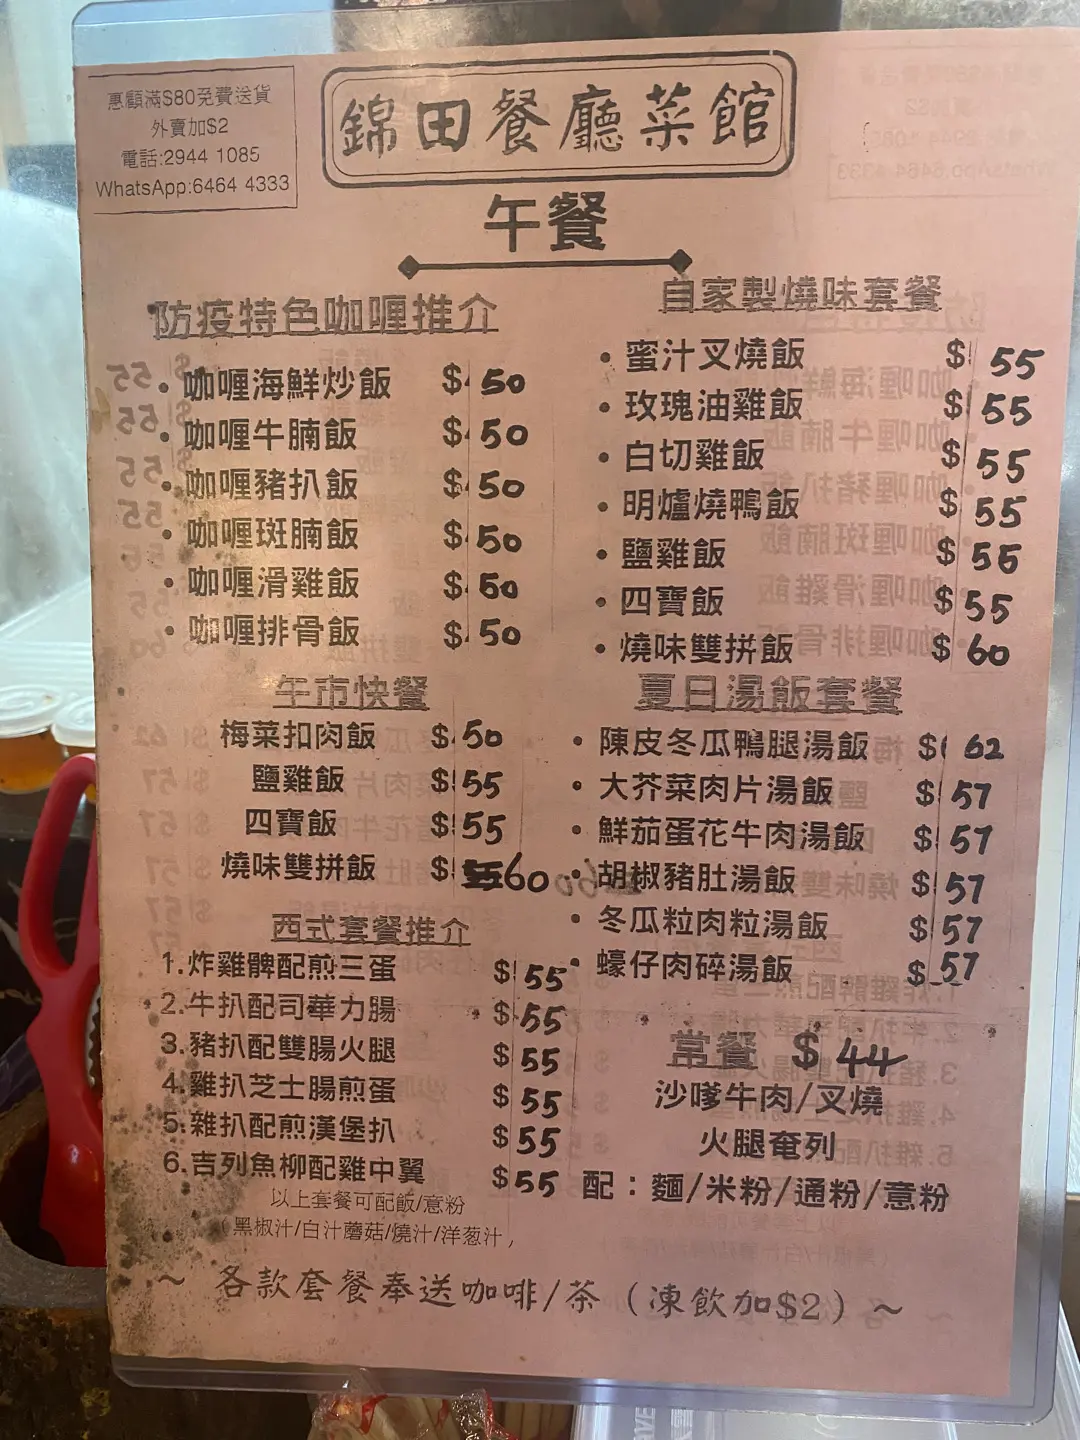 惠顧滿$80免費送貨
外賣加$2
電話:2944 1085
WhatsApp:6464 4333
錦田餐廳菜館
午餐
防疫特色咖喱推介
• 咖喱海鮮炒飯 $50
• 咖喱牛腩飯 $50
• 咖喱豬扒飯 $50
• 咖喱斑腩飯 $50
• 咖喱滑雞飯 $50
• 咖喱排骨飯 $50
午市快餐
梅菜扣肉飯 $50
鹽雞飯 $55
四寶飯 $55
燒味雙拼飯 $60
西式套餐推介
1.炸雞髀配煎三蛋 $55
2.牛扒配司華力腸 $55
3.豬扒配雙腸火腿 $55
4.雞扒芝士腸煎蛋 $55
5.雜扒配煎漢堡扒 $55
6.吉列魚柳配雞中翼 $55
以上套餐可配飯/意粉
(黑椒汁/白汁蘑菇/燒汁/洋葱汁,
自家製燒味套餐
• 蜜汁叉燒飯 $55
• 玫瑰油雞飯 $55
• 白切雞飯 $55
• 明爐燒鴨飯 $55
• 鹽雞飯 $55
• 四寶飯 $55
• 燒味雙拼飯 $60
夏日湯飯套餐
• 陳皮冬瓜鴨腿湯飯 $62
• 大芥菜肉片湯飯 $57
• 鮮茄蛋花牛肉湯飯 $57
• 胡椒豬肚湯飯 $57
• 冬瓜粒肉粒湯飯 $57
• 蠔仔肉碎湯飯 $57
常餐 $44
沙嗲牛肉/叉燒
火腿奄列
配：麵/米粉/通粉/意粉
～ 各款套餐奉送咖啡/茶（凍飲加$2）～